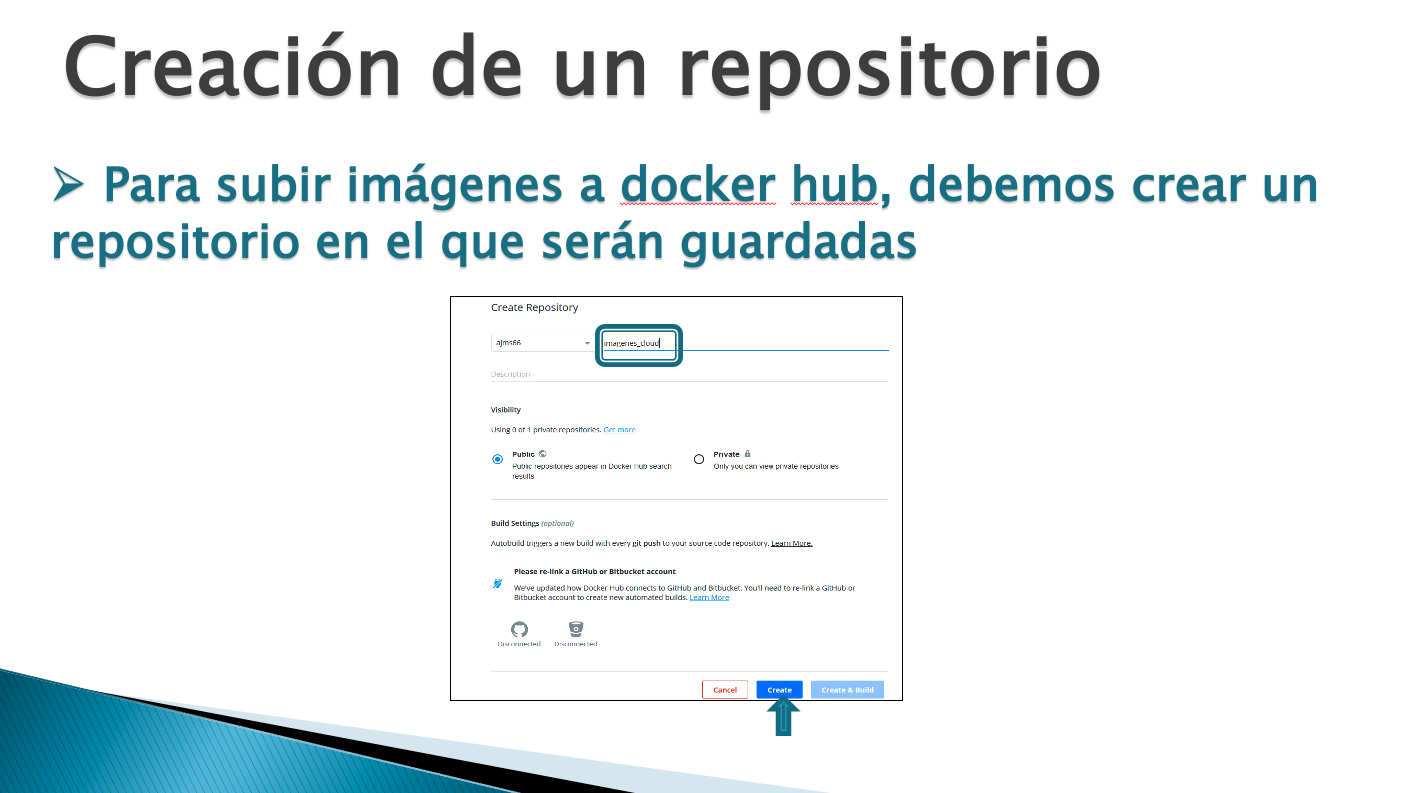 Creación de un repositorio
Para subir imágenes a docker hub, debemos crear un
repositorio en el que serán guardadas
Create Repository
ajms66 imagenes_cloud
Description
Visibility
Using 0 of 1 private repositories. Get more
Public Private
Public repositories appear in Docker Hub search Only you can view private repositories
results
Build Settings (optional)
Autobuild triggers a new build with every git push to your source code repository. Learn More.
Please re-link a GitHub or Bitbucket account
We've updated how Docker Hub connects to GitHub and Bitbucket. You'll need to re-link a GitHub or
Bitbucket account to create new automated builds. Learn More
Disconnected Disconnected
Cancel Create Create & Build